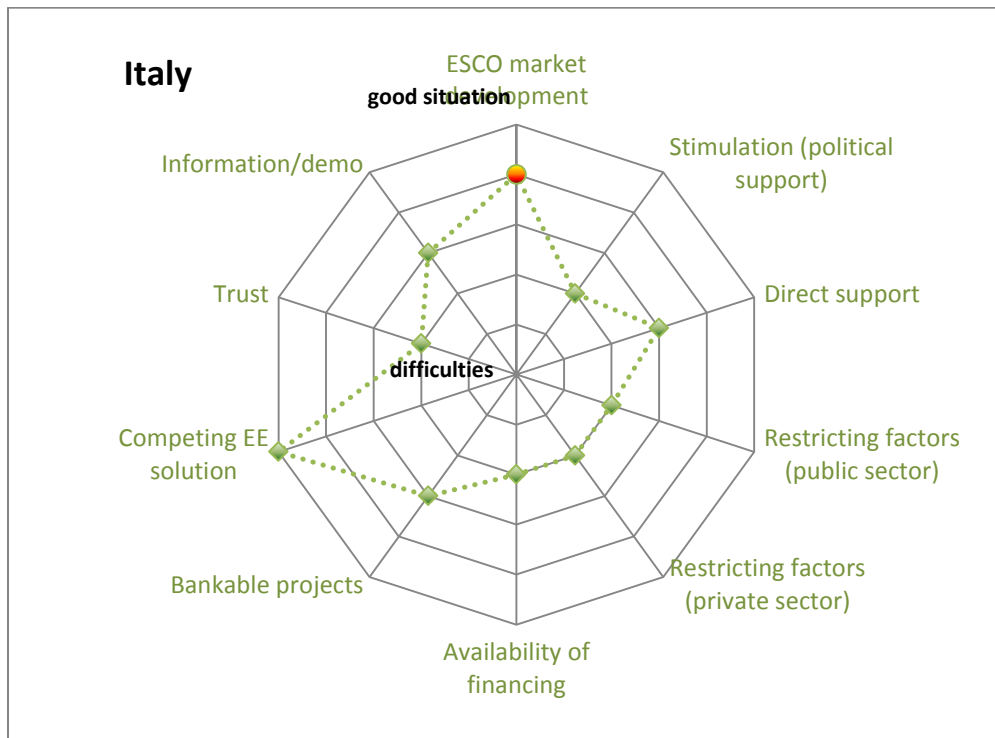 Italy
ESCO market
development
good situation
Stimulation (political
support)
Information/demo
Direct support
Trust
difficulties
Restricting factors
(public sector)
Competing EE
solution
Restricting factors
(private sector)
Bankable projects
Availability of
financing